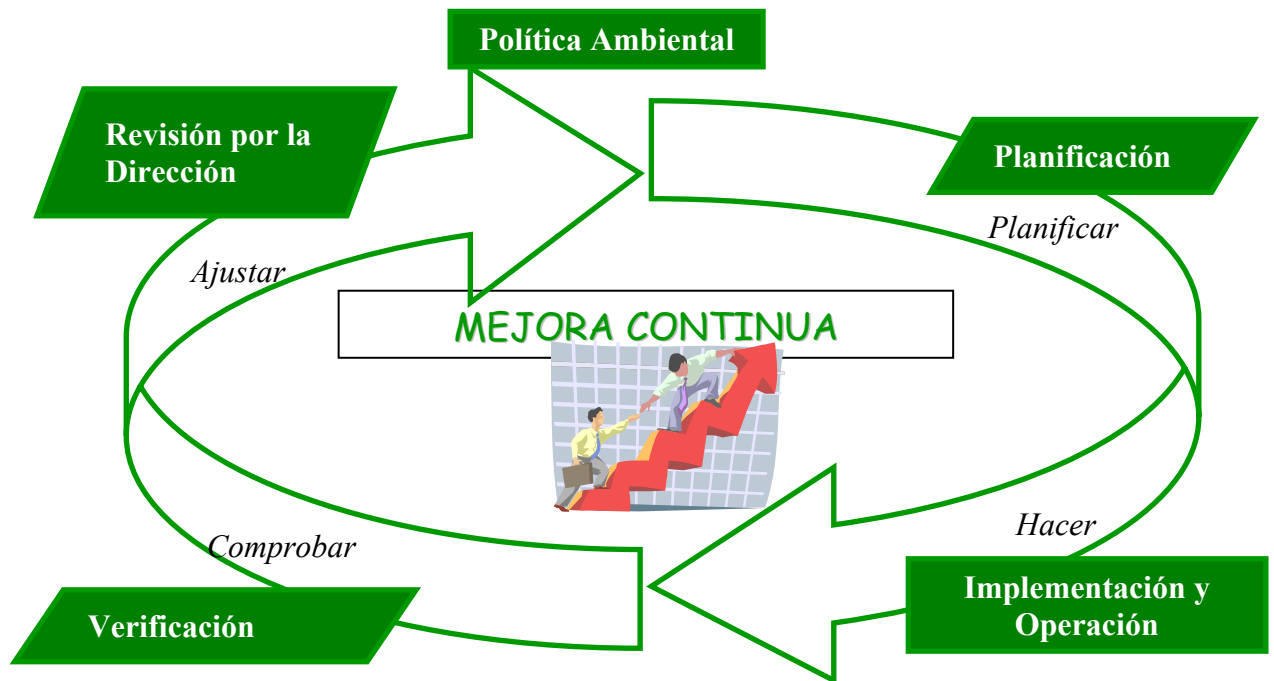 Política Ambiental
Revisión por la
Dirección
Planificación
Planificar
Ajustar
MEJORA CONTINUA
Hacer
Comprobar
Implementación y
Operación
Verificación